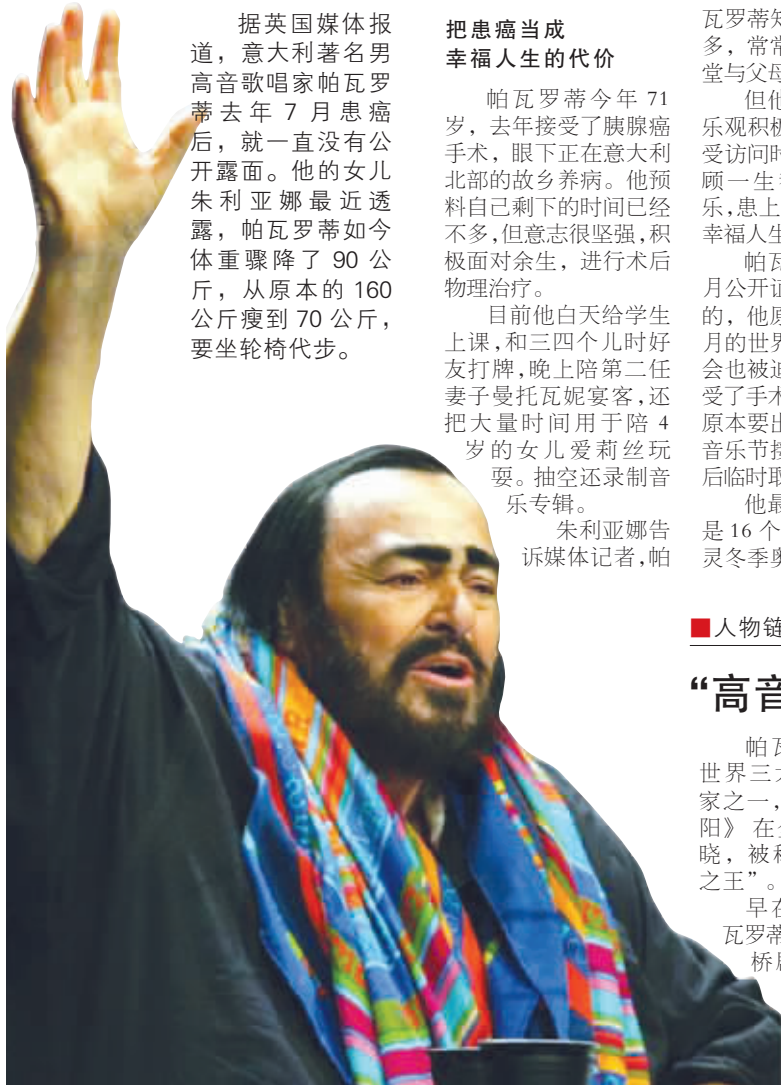 据英国媒体报
道，意大利著名男
高音歌唱家帕瓦罗
蒂去年 7 月患癌
后，就一直没有公
开露面。他的女儿
朱利亚娜最近透
露，帕瓦罗蒂如今
体重骤降了 90 公
斤，从原本的 160
公斤瘦到 70 公斤，
要坐轮椅代步。
把患癌当成
幸福人生的代价
帕瓦罗蒂今年 71
岁，去年接受了胰腺癌
手术，眼下正在意大利
北部的故乡养病。他预
料自己剩下的时间已经
不多，但意志很坚强，积
极面对余生，进行术后
物理治疗。
目前他白天给学生
上课，和三四个儿时好
友打牌，晚上陪第二任
妻子曼托瓦妮宴客，还
把大量时间用于陪 4
岁的女儿爱莉丝玩
耍。抽空还录制音
乐专辑。
朱利亚娜告
诉媒体记者，帕
瓦罗蒂知
多，常常
堂与父母
但他
乐观积极
受访问时
顾一生
乐，患上
幸福人生
帕瓦
月公开证
的，他原
月的世界
会也被迫
受了手术
原本要出
音乐节
后临时取
他最
是 16 个
灵冬季奥
■人物链
“高音
帕瓦
世界三大
家之一，
阳》在全
晓，被称
之王”。
早在
瓦罗蒂
桥剧